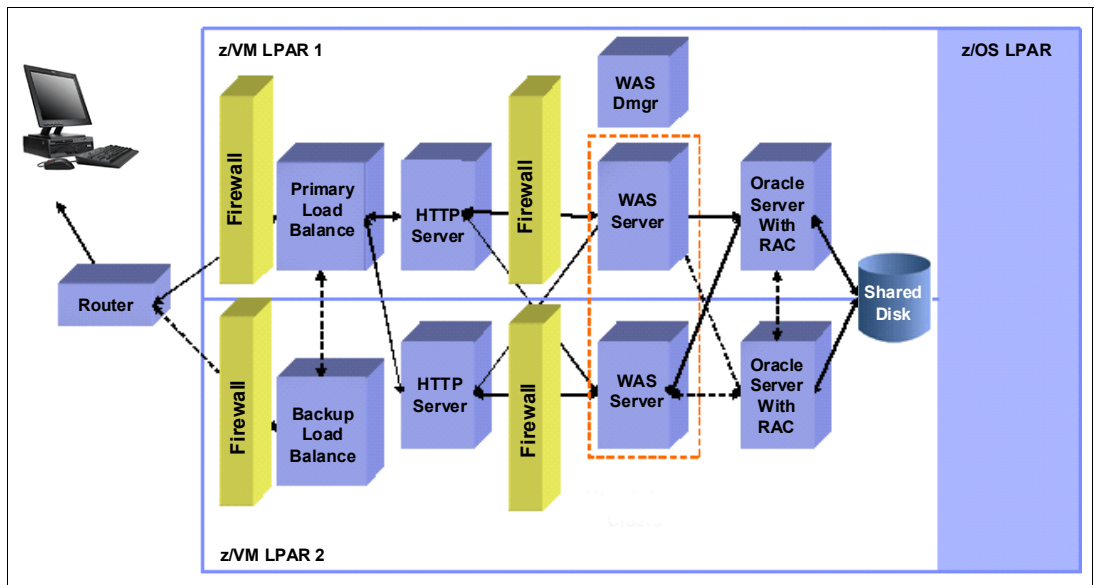 z/VM LPAR 1
z/OS LPAR
WAS
Dmgr
Firewall
Primary
Load
Balance
HTTP
Server
Firewall
WAS
Server
Oracle
Server
With
RAC
Router
Shared
Disk
Firewall
Backup
Load
Balance
HTTP
Server
Firewall
WAS
Server
Oracle
Server
With
RAC
z/VM LPAR 2